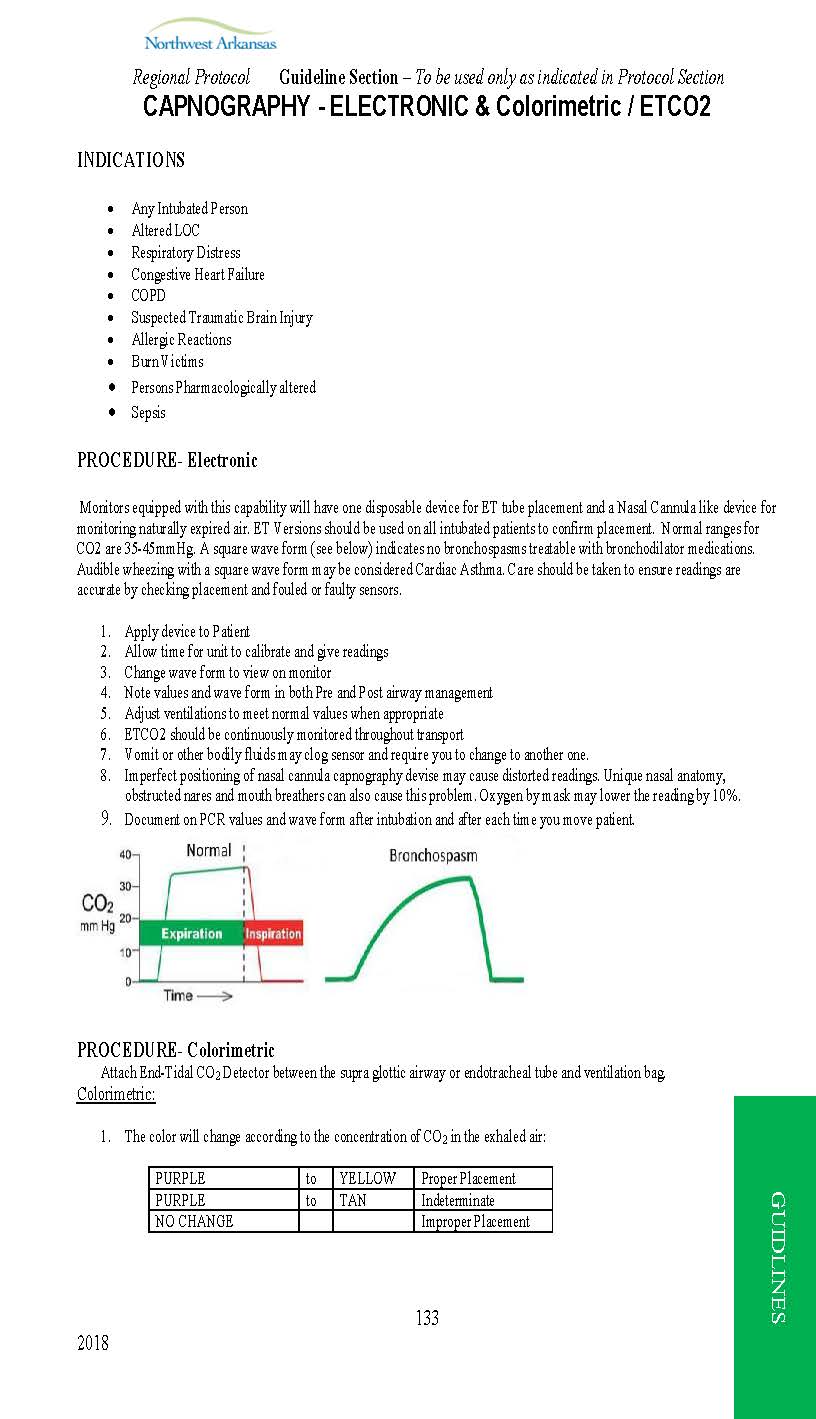 Northwest Arkansas
Regional Protocol Guideline Section – To be used only as indicated in Protocol Section
CAPNOGRAPHY - ELECTRONIC & Colorimetric / ETCO2
INDICATIONS
• Any Intubated Person
• Altered LOC
• Respiratory Distress
• Congestive Heart Failure
• COPD
• Suspected Traumatic Brain Injury
• Allergic Reactions
• Burn Victims
• Persons Pharmacologically altered
• Sepsis
PROCEDURE- Electronic
Monitors equipped with this capability will have one disposable device for ET tube placement and a Nasal Cannula like device for
monitoring naturally expired air. ET Versions should be used on all intubated patients to confirm placement. Normal ranges for
CO2 are 35-45mmHg. A square wave form (see below) indicates no bronchospasms treatable with bronchodilator medications.
Audible wheezing with a square wave form may be considered Cardiac Asthma. Care should be taken to ensure readings are
accurate by checking placement and fouled or faulty sensors.
1. Apply device to Patient
2. Allow time for unit to calibrate and give readings
3. Change wave form to view on monitor
4. Note values and wave form in both Pre and Post airway management
5. Adjust ventilations to meet normal values when appropriate
6. ETCO2 should be continuously monitored throughout transport
7. Vomit or other bodily fluids may clog sensor and require you to change to another one.
8. Imperfect positioning of nasal cannula capnography devise may cause distorted readings. Unique nasal anatomy,
obstructed nares and mouth breathers can also cause this problem. Oxygen by mask may lower the reading by 10%.
9. Document on PCR values and wave form after intubation and after each time you move patient.
Normal
Bronchospasm
40
30
CO2
20
mm Hg
Expiration Inspiration
10
0
Time
PROCEDURE- Colorimetric
Attach End-Tidal CO2 Detector between the supra glottic airway or endotracheal tube and ventilation bag.
Colorimetric:
1. The color will change according to the concentration of CO2 in the exhaled air:
PURPLE to YELLOW Proper Placement
PURPLE to TAN Indeterminate
NO CHANGE Improper Placement
GUIDLINES
133
2018